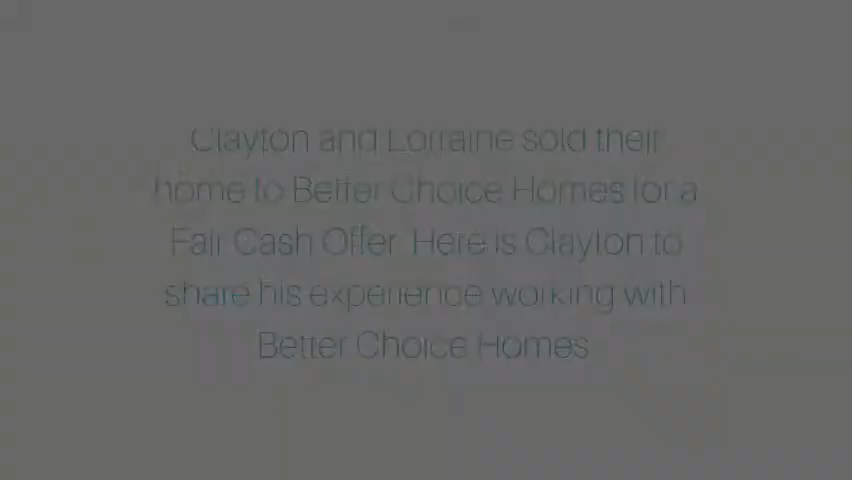 Clayton and Lorraine sold their
home to Better Choice Homes for a
Fair Cash Offer. Here is Clayton to
share his experience working with
Better Choice Homes